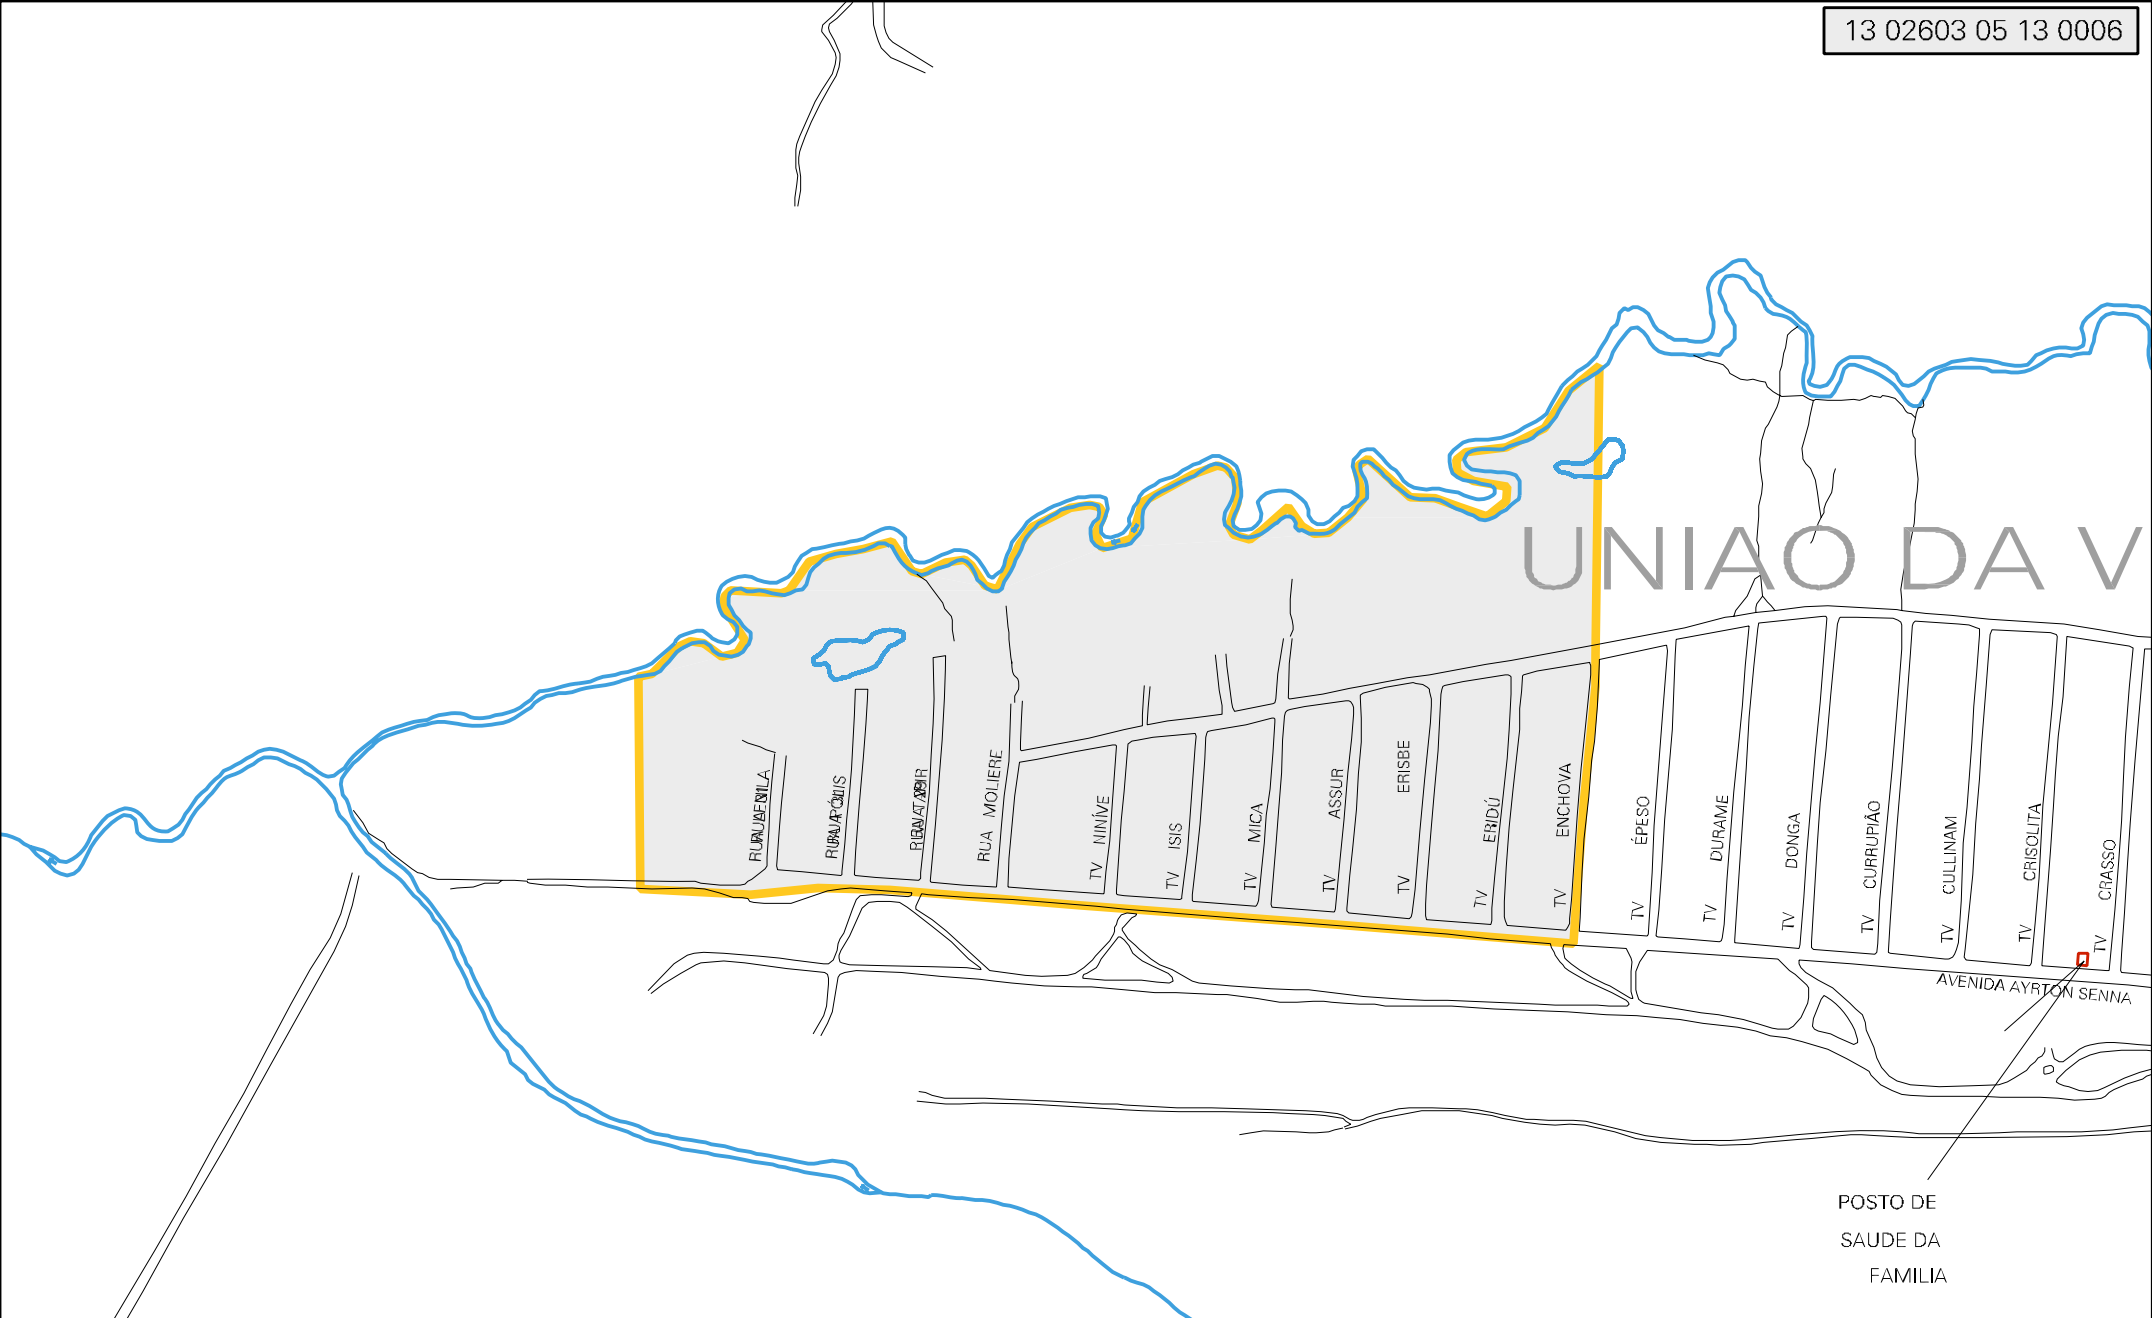 13 02603 05 13 0006
UNIAO DA V
RUA MOLIERE
TV NINÍVE
TV ISIS
TV MICA
TV ASSUR
TV ERISBE
TV ERIDÚ
TV ENCHOVA
TV ÉPESO
TV DURAME
TV DONGA
TV CURRUPIÃO
TV CULLINAM
TV CRISOLITA
TV CRASSO
AVENIDA AYRTON SENNA
POSTO DE
SAUDE DA
FAMILIA